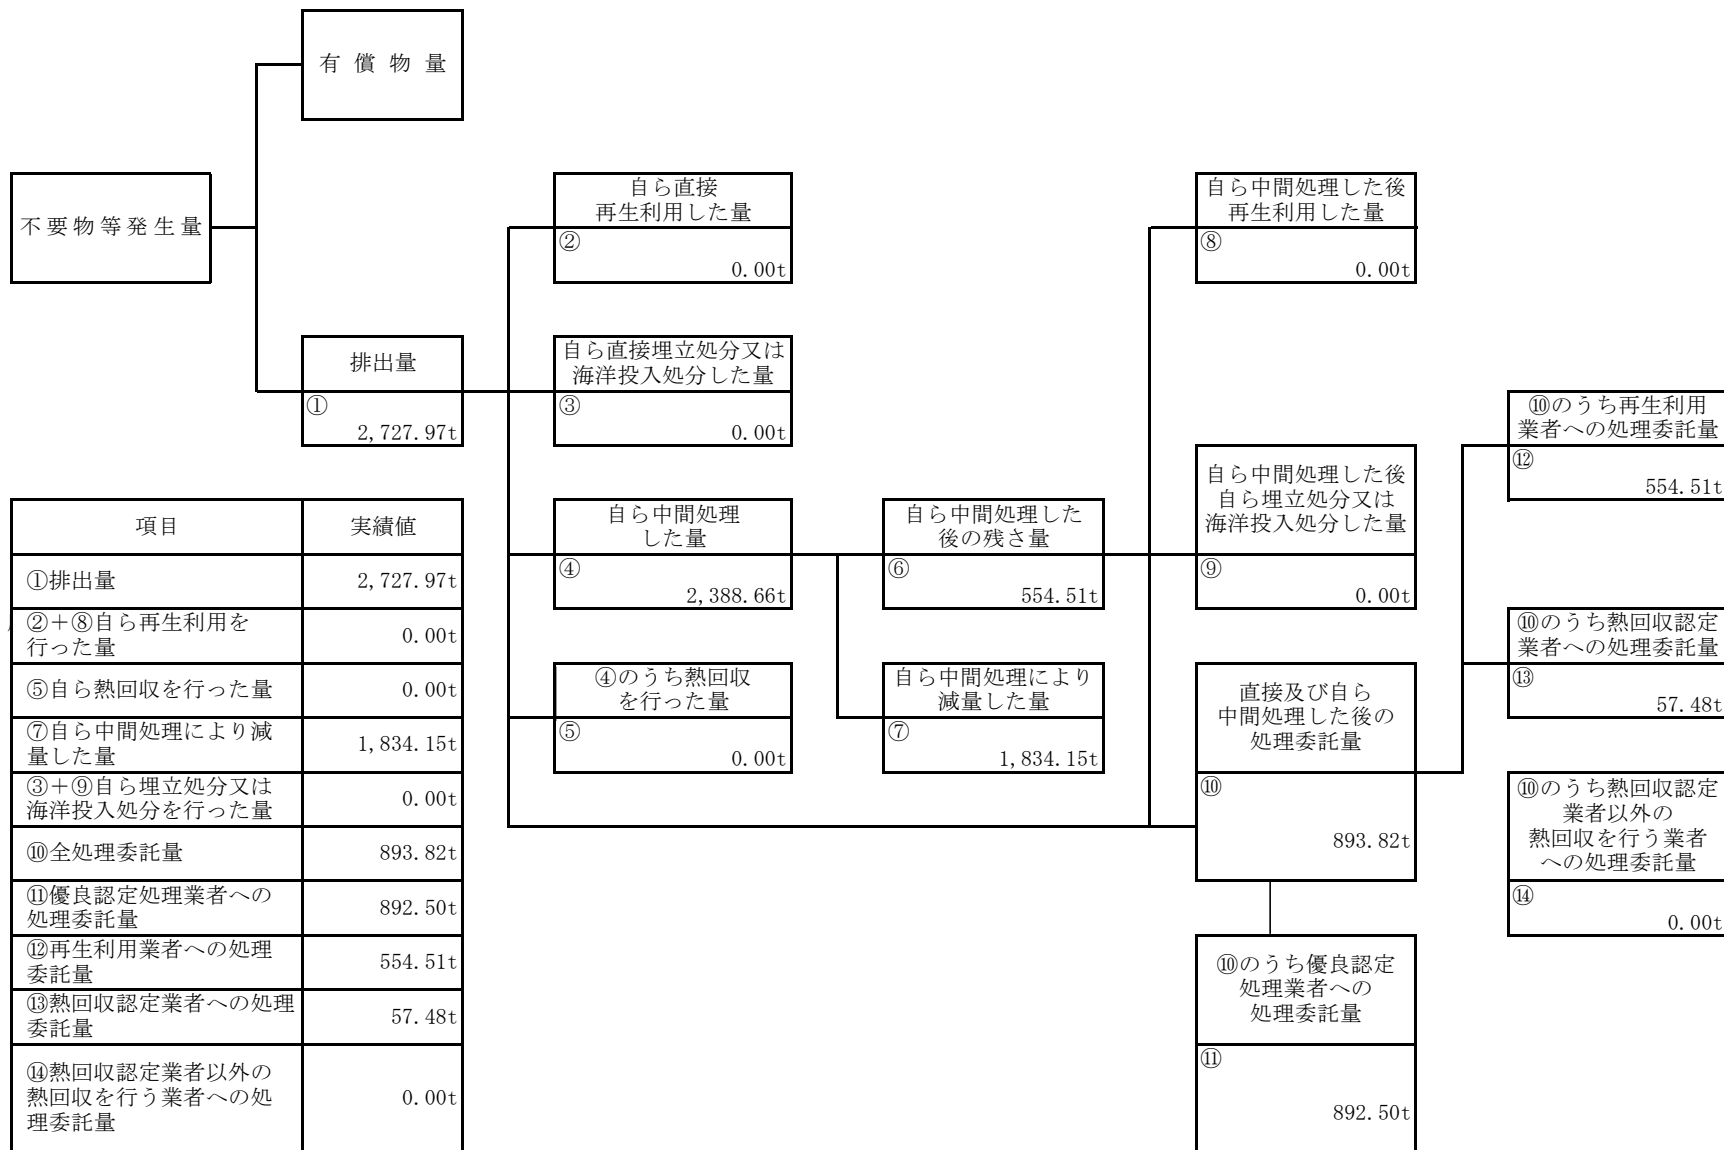 有償物量
不要物等発生量
自ら直接
再生利用した量
②
0.00t
自ら中間処理した後
再生利用した量
⑧
0.00t
排出量
①
2,727.97t
自ら直接埋立処分又は
海洋投入処分した量
③
0.00t
⑩のうち再生利用
業者への処理委託量
⑫
554.51t
自ら中間処理
した量
④
2,388.66t
自ら中間処理した
後の残さ量
⑥
554.51t
自ら中間処理した後
自ら埋立処分又は
海洋投入処分した量
⑨
0.00t
⑩のうち熱回収認定
業者への処理委託量
⑬
57.48t
④のうち熱回収
を行った量
⑤
0.00t
自ら中間処理により
減量した量
⑦
1,834.15t
直接及び自ら
中間処理した後の
処理委託量
⑩
893.82t
⑩のうち熱回収認定
業者以外の
熱回収を行う業者
への処理委託量
⑭
0.00t
⑩のうち優良認定
処理業者への
処理委託量
⑪
892.50t
項目 実績値
①排出量 2,727.97t
②+⑧自ら再生利用を
行った量 0.00t
⑤自ら熱回収を行った量 0.00t
⑦自ら中間処理により減
量した量 1,834.15t
③+⑨自ら埋立処分又は
海洋投入処分を行った量 0.00t
⑩全処理委託量 893.82t
⑪優良認定処理業者への
処理委託量 892.50t
⑫再生利用業者への処理
委託量 554.51t
⑬熱回収認定業者への処理
委託量 57.48t
⑭熱回収認定業者以外の
熱回収を行う業者への処
理委託量 0.00t